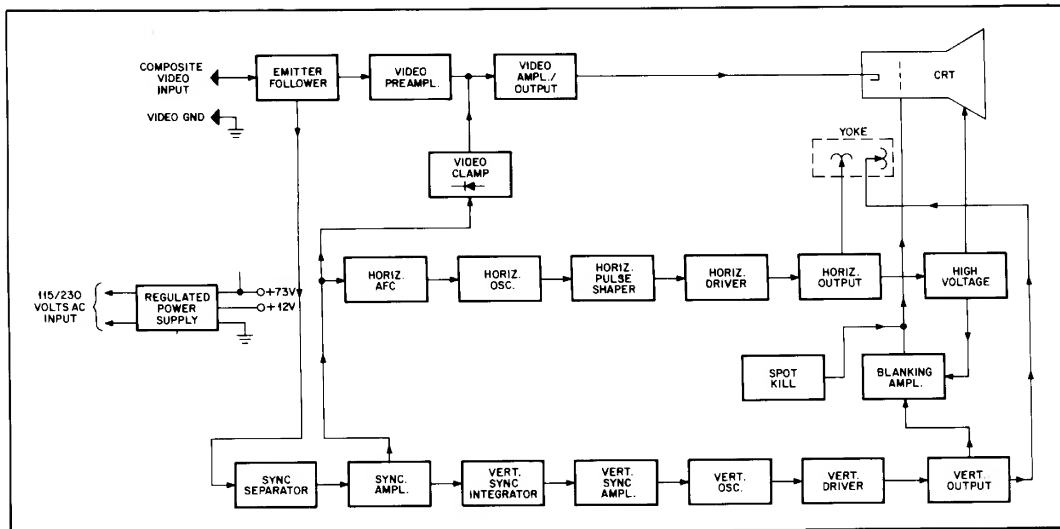 COMPOSITE
VIDEO
INPUT
EMITTER
FOLLOWER
VIDEO
PREAMPL.
VIDEO
AMPL./
OUTPUT
CRT
VIDEO GND
YOKE
VIDEO
CLAMP
HORIZ.
AFC
HORIZ.
OSC.
HORIZ.
PULSE
SHAPER
HORIZ.
DRIVER
HORIZ.
OUTPUT
HIGH
VOLTAGE
115/230
VOLTS AC
INPUT
REGULATED
POWER
SUPPLY
+73V
+12V
SPOT
KILL
BLANKING
AMPL.
SYNC
SEPARATOR
SYNC.
AMPL.
VERT.
SYNC
INTEGRATOR
VERT.
SYNC
AMPL.
VERT.
OSC.
VERT.
DRIVER
VERT.
OUTPUT